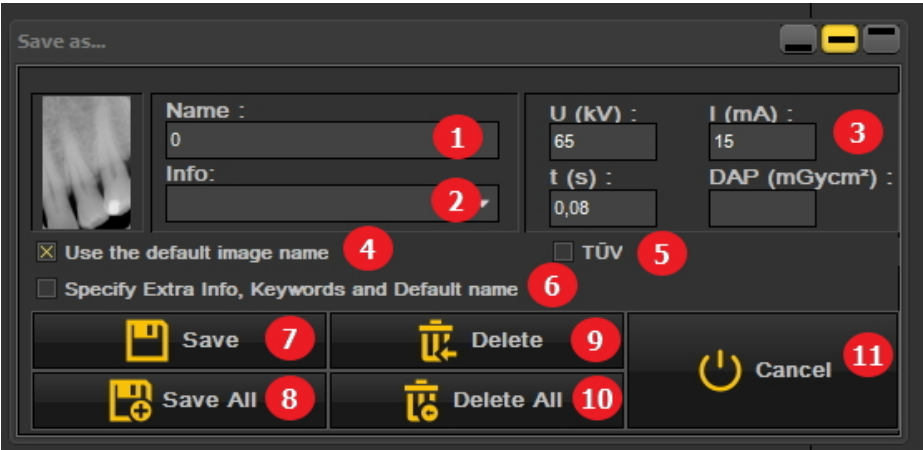 Save as...
Name :
0
1
Info:
2
U (kV) :
65
I (mA) :
15
3
t (s) :
0,08
DAP (mGycm²) :
Use the default image name 4
TÜV 5
Specify Extra Info, Keywords and Default name 6
Save 7
Delete 9
Cancel 11
Save All 8
Delete All 10